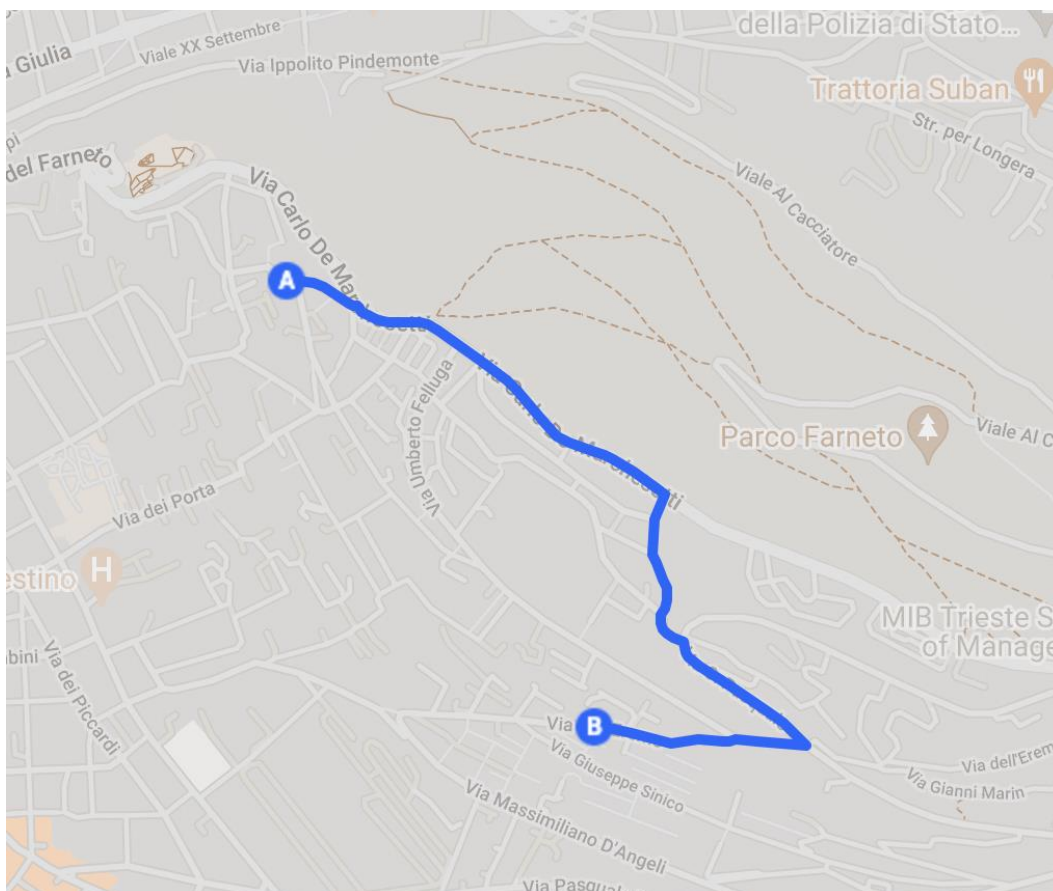 della Polizia di Stato...
Viale XX Settembre
Giulia
Via Ippolito Pindemonte
Trattoria Suban
Str. per Longera
del Farneto
Via Carlo De Mar
Viale Al Cacciatore
A
Via Umberto Felluga
Parco Farneto
Viale Al C
Via dei Porta
H
estino
MIB Trieste S
of Manage
bini
Via dei Piccardi
Via
B
Via Giuseppe Sinico
Via dell'Erem
Via Gianni Marin
Via Massimiliano D'Angeli
Via Pasqual